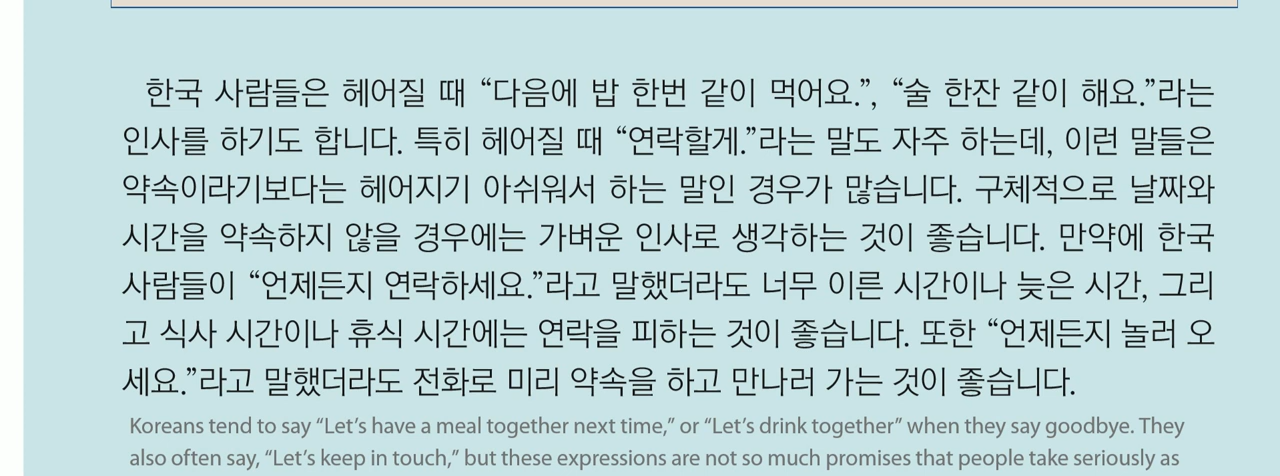 한국 사람들은 헤어질 때 “다음에 밥 한번 같이 먹어요.”, “술 한잔 같이 해요.”라는
인사를 하기도 합니다. 특히 헤어질 때 “연락할게.”라는 말도 자주 하는데, 이런 말들은
약속이라기보다는 헤어지기 아쉬워서 하는 말인 경우가 많습니다. 구체적으로 날짜와
시간을 약속하지 않을 경우에는 가벼운 인사로 생각하는 것이 좋습니다. 만약에 한국
사람들이 “언제든지 연락하세요.”라고 말했더라도 너무 이른 시간이나 늦은 시간, 그리
고 식사 시간이나 휴식 시간에는 연락을 피하는 것이 좋습니다. 또한 “언제든지 놀러 오
세요.”라고 말했더라도 전화로 미리 약속을 하고 만나러 가는 것이 좋습니다.
Koreans tend to say “Let’s have a meal together next time,” or “Let’s drink together” when they say goodbye. They
also often say, “Let’s keep in touch,” but these expressions are not so much promises that people take seriously as